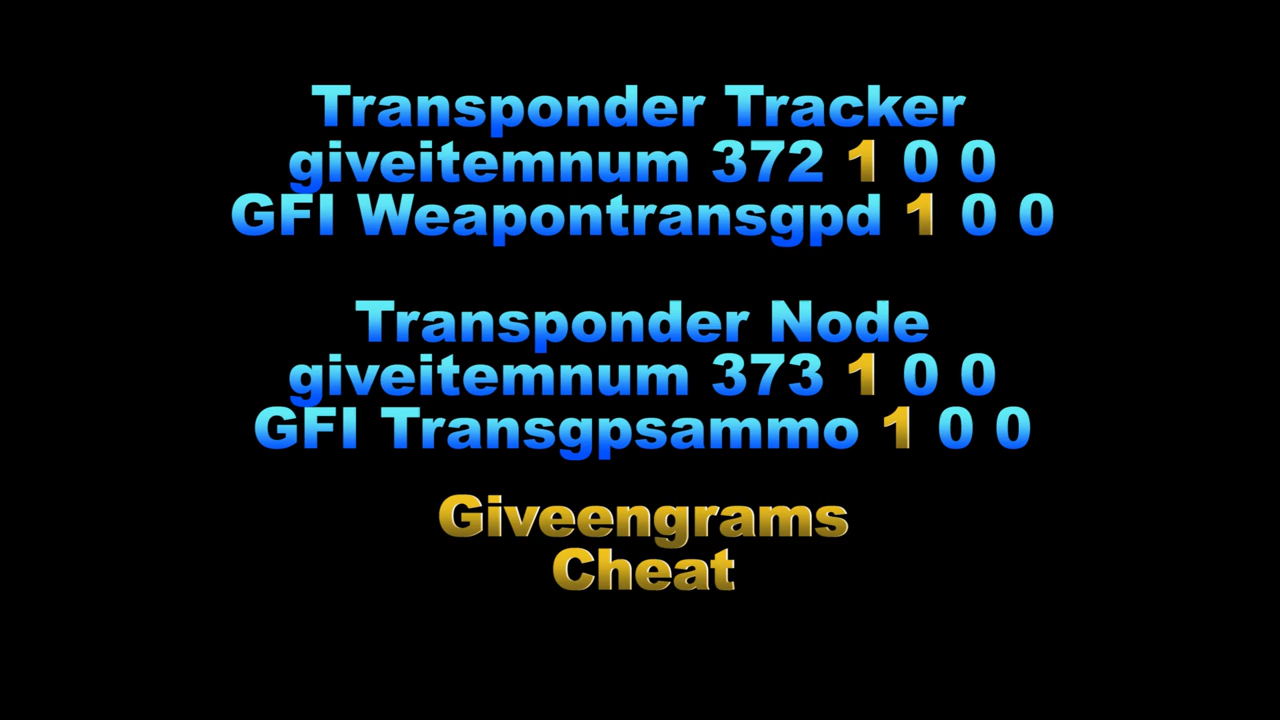 Transponder Tracker
giveitemnum 372 1 0 0
GFI Weapontransgpd 1 0 0
Transponder Node
giveitemnum 373 1 0 0
GFI Transgpsammo 1 0 0
Giveengrams
Cheat